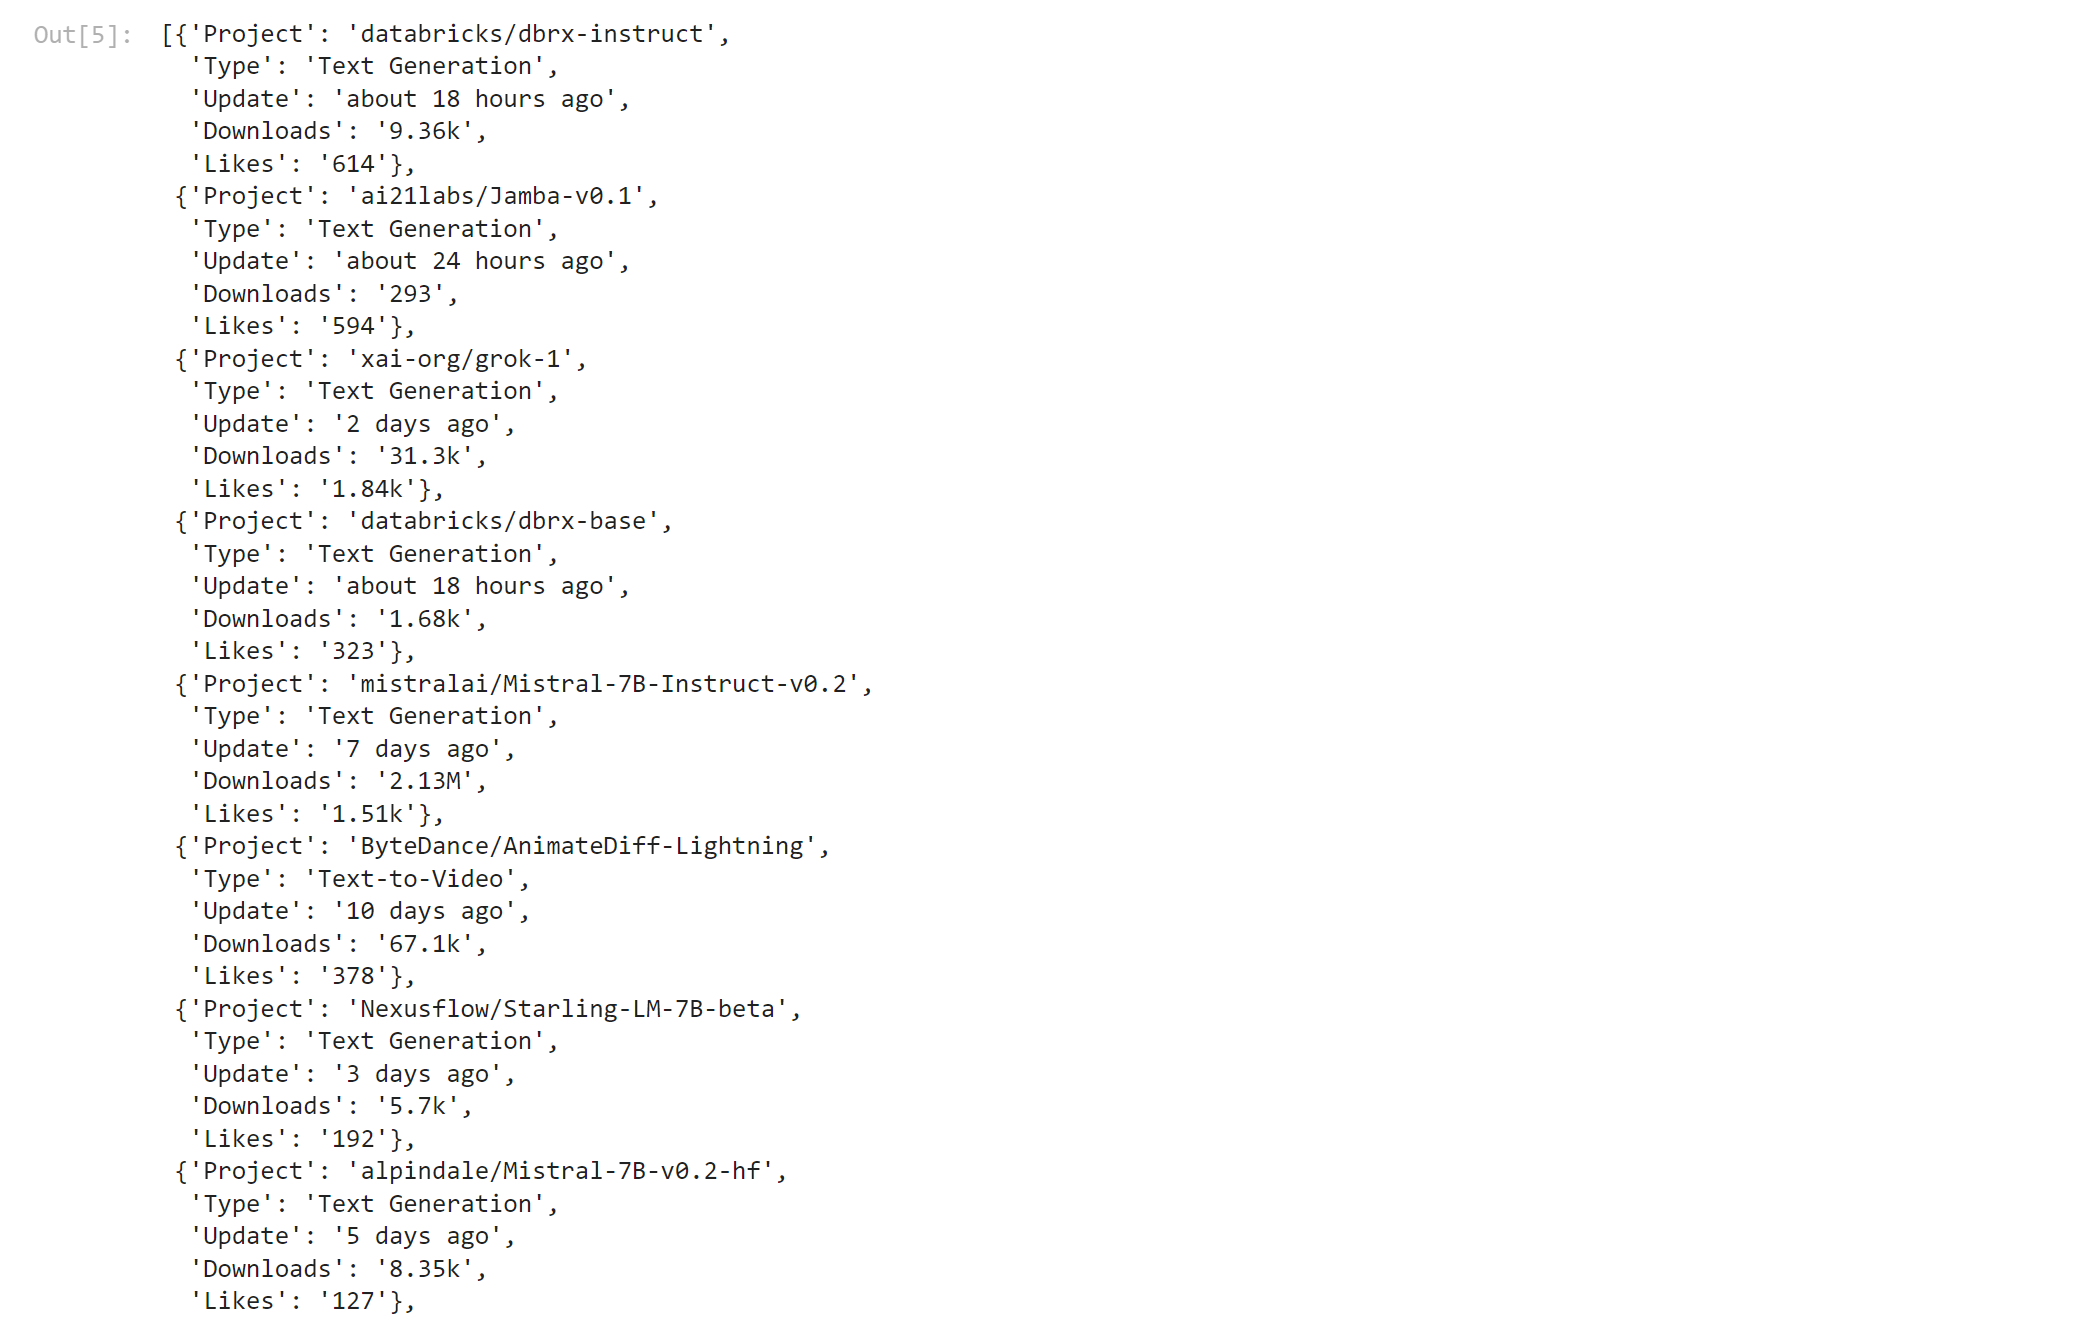 Out[5]: [{'Project': 'databricks/dbrx-instruct',
'Type': 'Text Generation',
'Update': 'about 18 hours ago',
'Downloads': '9.36k',
'Likes': '614'},
{'Project': 'ai21labs/Jamba-v0.1',
'Type': 'Text Generation',
'Update': 'about 24 hours ago',
'Downloads': '293',
'Likes': '594'},
{'Project': 'xai-org/grok-1',
'Type': 'Text Generation',
'Update': '2 days ago',
'Downloads': '31.3k',
'Likes': '1.84k'},
{'Project': 'databricks/dbrx-base',
'Type': 'Text Generation',
'Update': 'about 18 hours ago',
'Downloads': '1.68k',
'Likes': '323'},
{'Project': 'mistralai/Mistral-7B-Instruct-v0.2',
'Type': 'Text Generation',
'Update': '7 days ago',
'Downloads': '2.13M',
'Likes': '1.51k'},
{'Project': 'ByteDance/AnimateDiff-Lightning',
'Type': 'Text-to-Video',
'Update': '10 days ago',
'Downloads': '67.1k',
'Likes': '378'},
{'Project': 'Nexusflow/Starling-LM-7B-beta',
'Type': 'Text Generation',
'Update': '3 days ago',
'Downloads': '5.7k',
'Likes': '192'},
{'Project': 'alpindale/Mistral-7B-v0.2-hf',
'Type': 'Text Generation',
'Update': '5 days ago',
'Downloads': '8.35k',
'Likes': '127'},